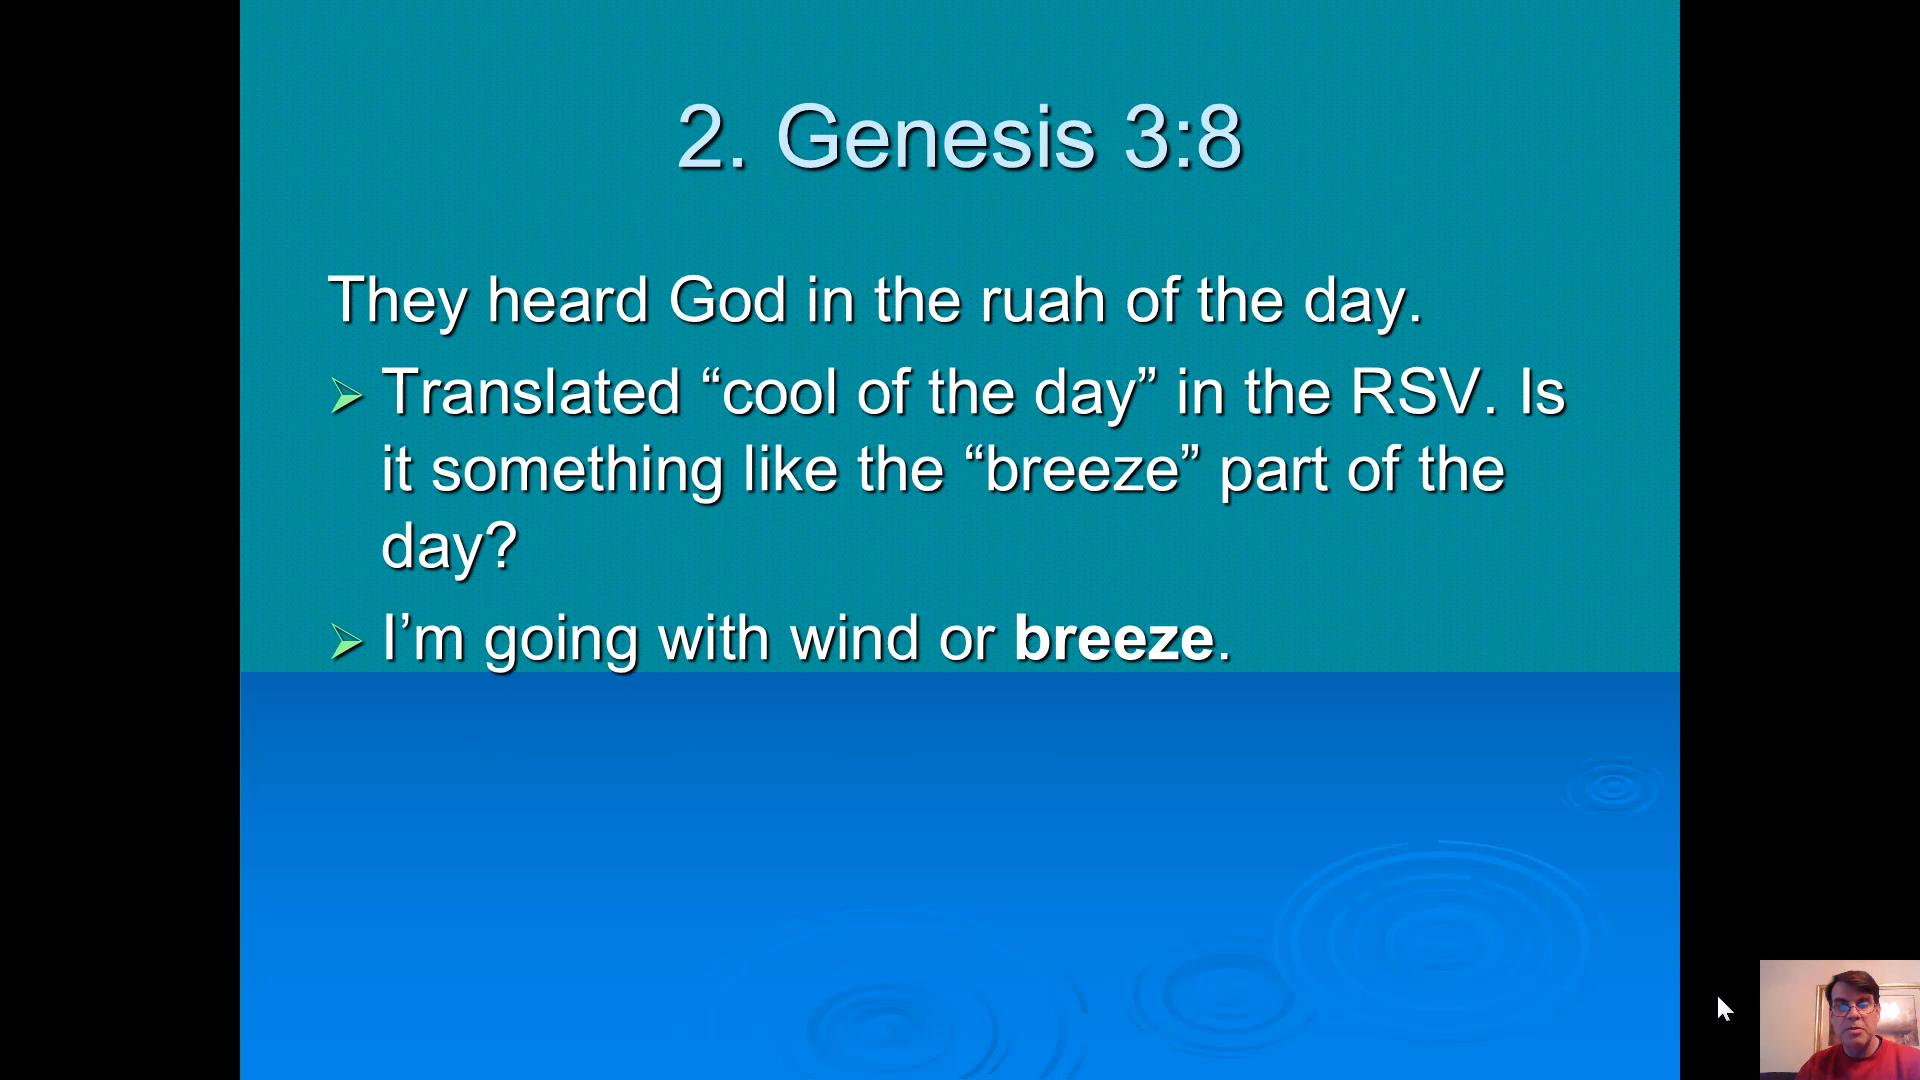 2. Genesis 3:8
They heard God in the ruah of the day.
Translated “cool of the day” in the RSV. Is
it something like the “breeze” part of the
day?
I’m going with wind or breeze.